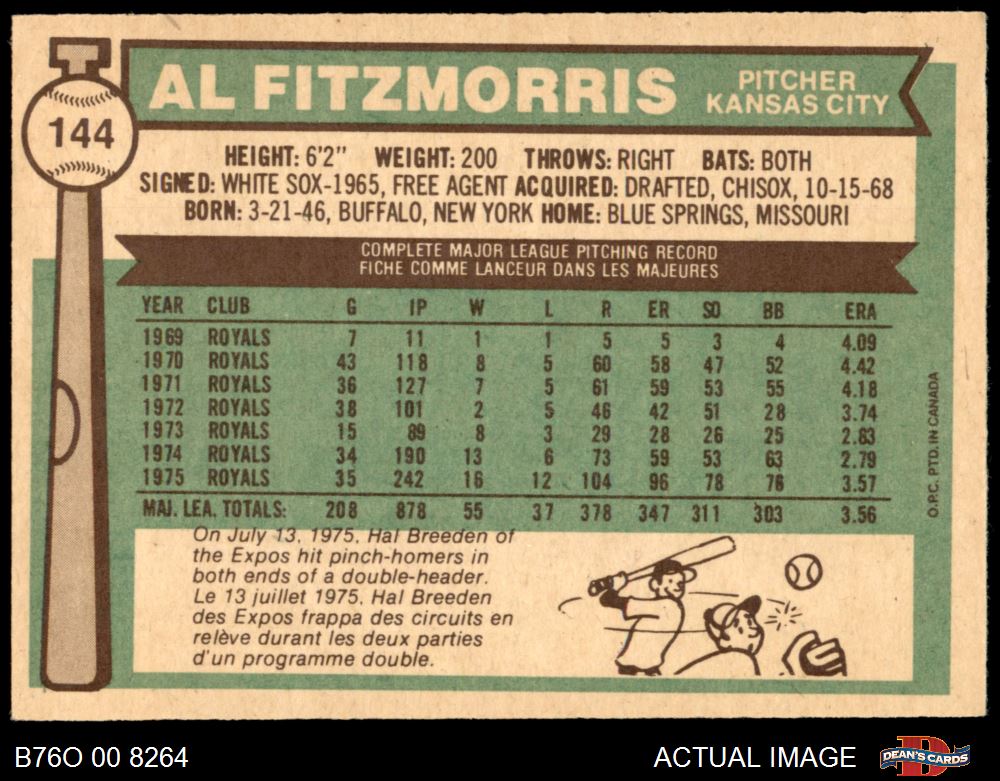 144
AL FITZMORRIS
PITCHER
KANSAS CITY
HEIGHT: 6'2" WEIGHT: 200 THROWS: RIGHT BATS: BOTH
SIGNED: WHITE SOX-1965, FREE AGENT ACQUIRED: DRAFTED, CHISOX, 10-15-68
BORN: 3-21-46, BUFFALO, NEW YORK HOME: BLUE SPRINGS, MISSOURI
COMPLETE MAJOR LEAGUE PITCHING RECORD
FICHE COMME LANCEUR DANS LES MAJEURES
YEAR CLUB G IP W L R ER SO BB ERA
1969 ROYALS 7 11 1 1 5 5 3 4 4.09
1970 ROYALS 43 118 8 5 60 58 47 52 4.42
1971 ROYALS 36 127 7 5 61 59 53 55 4.18
1972 ROYALS 38 101 2 5 46 42 51 28 3.74
1973 ROYALS 15 89 8 3 29 28 26 25 2.83
1974 ROYALS 34 190 13 6 73 59 53 63 2.79
1975 ROYALS 35 242 16 12 104 96 78 76 3.57
MAJ. LEA. TOTALS: 208 878 55 37 378 347 311 303 3.56
On July 13, 1975, Hal Breeden of
the Expos hit pinch-homers in
both ends of a double-header.
Le 13 juillet 1975, Hal Breeden
des Expos frappa des circuits en
relève durant les deux parties
d'un programme double.
O.P.C. PTD. IN CANADA
B76O 00 8264
ACTUAL IMAGE
DEAN'S CARDS